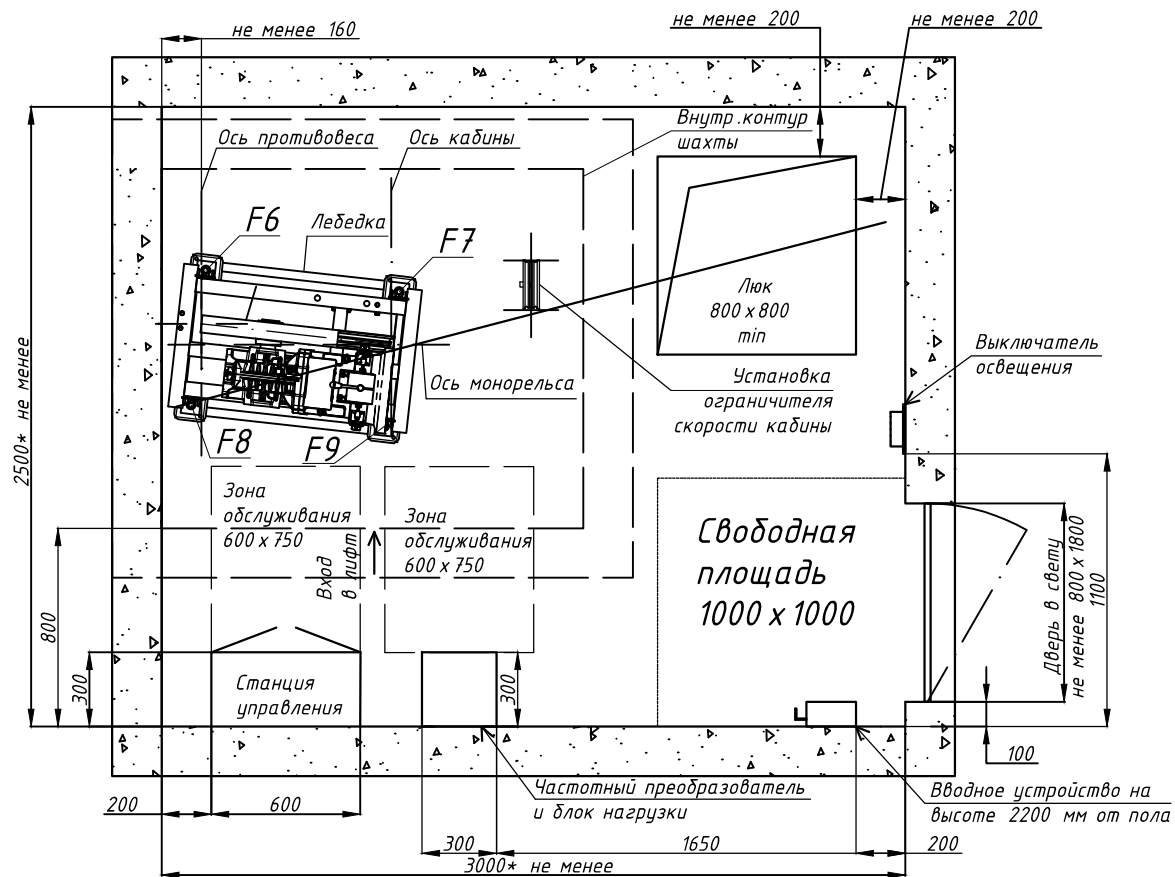 не менее 160
не менее 200
не менее 200
Внутр.контур
шахты
Ось противовеса
Ось кабины
F6
Лебедка
F7
Люк
800 x 800
min
Выключатель
освещения
2500* не менее
Ось монорельса
Установка
ограничителя
скорости кабины
F8
F9
Зона
обслуживания
600 x 750
Зона
обслуживания
600 x 750
Вход
в лифт
Свободная
площадь
1000 x 1000
Дверь в свету
не менее 800 x 1800
1100
800
300
Станция
управления
300
100
Частотный преобразователь
и блок нагрузки
Вводное устройство на
высоте 2200 мм от пола
200
600
300
1650
200
3000* не менее